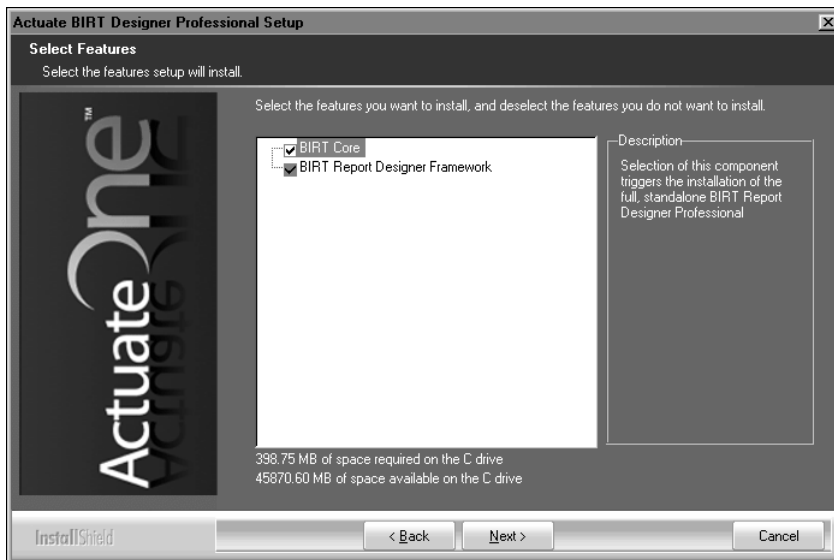 Actuate BIRT Designer Professional Setup
Select Features
Select the features setup will install.
ActuateOne™
Select the features you want to install, and deselect the features you do not want to install.
BIRT Core
BIRT Report Designer Framework
Description
Selection of this component
triggers the installation of the
full, standalone BIRT Report
Designer Professional
398.75 MB of space required on the C drive
45870.60 MB of space available on the C drive
InstallShield
< Back
Next >
Cancel